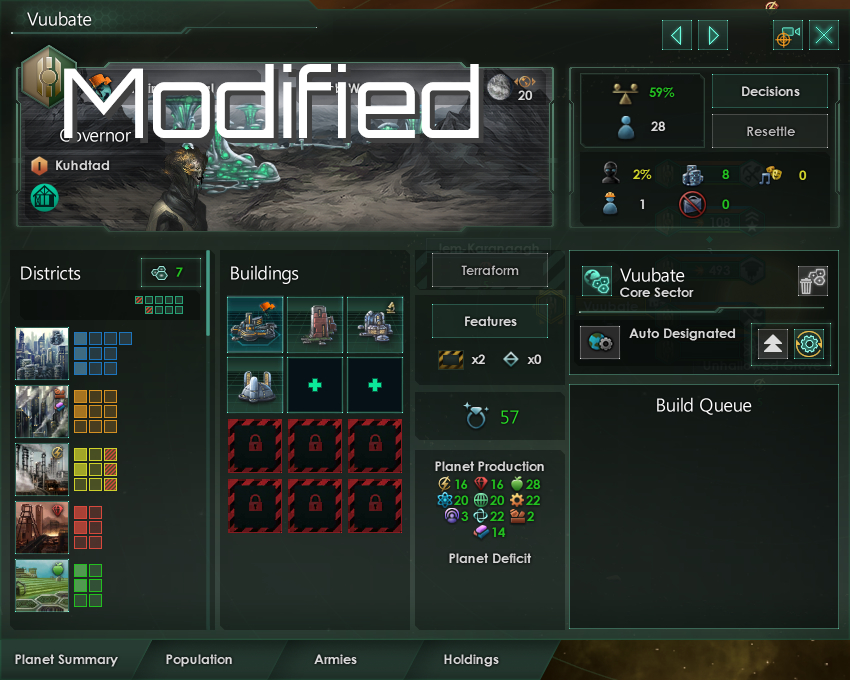 Vuubate
Modified
20
Governor
Kuhdtad
59%
28
Decisions
Resettle
2%
8
0
1
0
Districts
7
Buildings
Terraform
Features
x2
x0
57
Planet Production
16 16 28
20 20 22
3 22 2
14
Planet Deficit
Vuubate
Core Sector
Auto Designated
Build Queue
Planet Summary
Population
Armies
Holdings